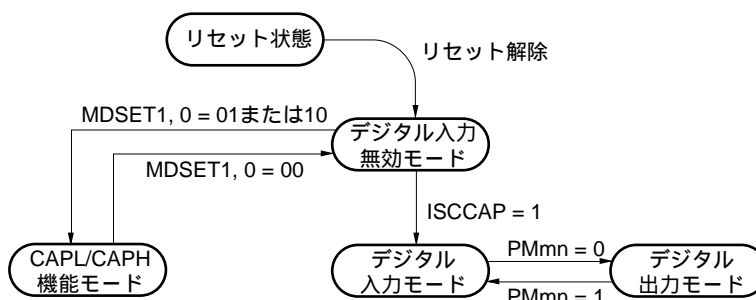 リセット状態
リセット解除
MDSET1, 0 = 01または10
デジタル入力
無効モード
MDSET1, 0 = 00
ISCCAP = 1
CAPL/CAPH
機能モード
デジタル
入力モード
PMmn = 0
デジタル
出力モード
PMmn = 1